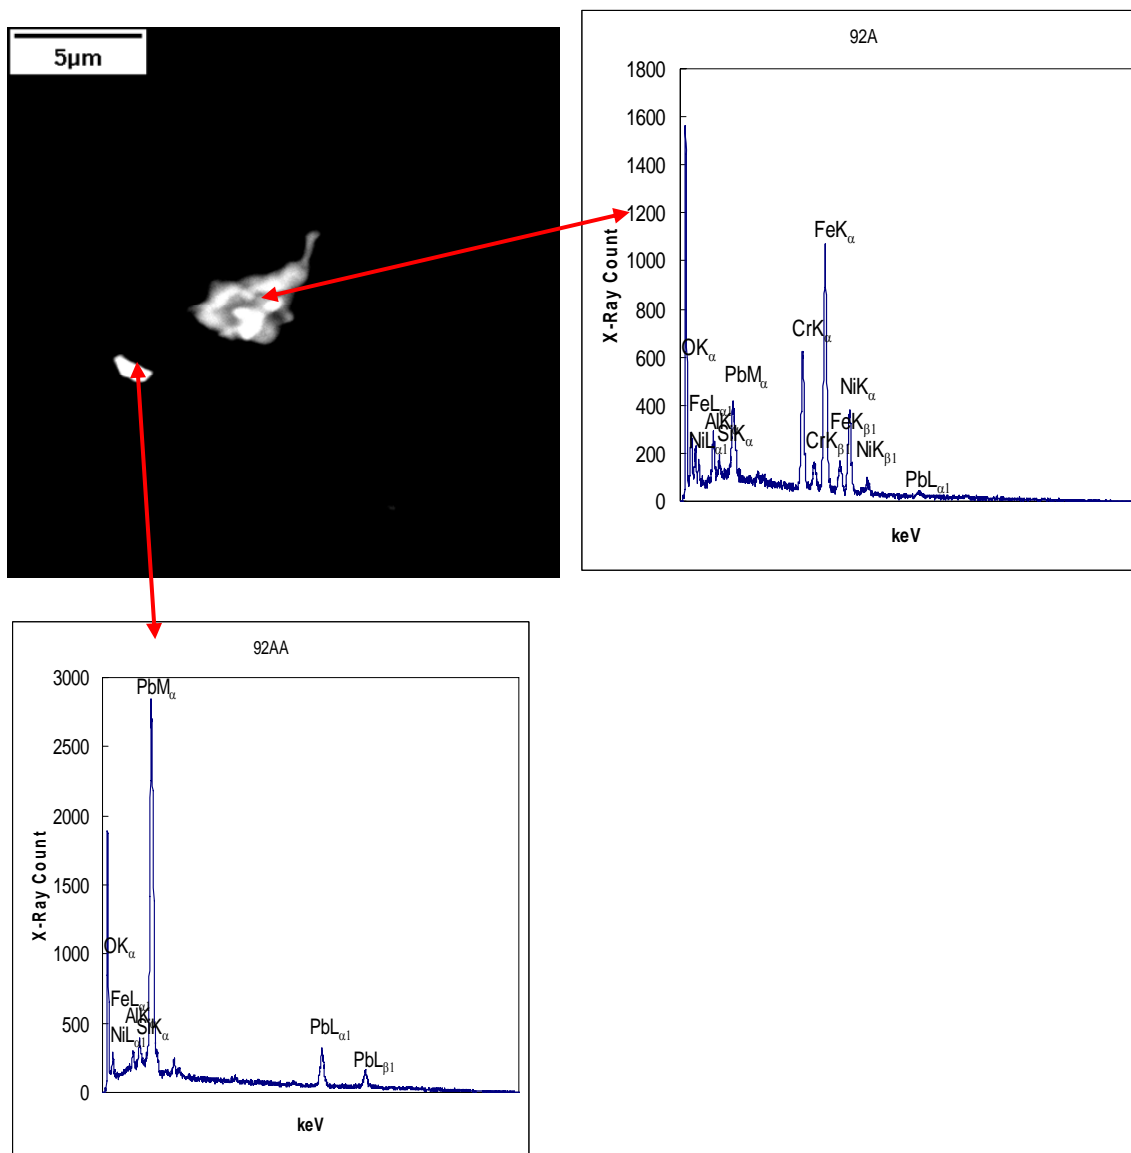 5µm
92A
X-Ray Count
1800
1600
1400
1200
1000
800
600
400
200
0
OKα
FeLα1
AlK
SiKα
NiLα1
PbMα
CrKα
CrKβ1
FeKα
FeKβ1
NiKα
NiKβ1
PbLα1
keV
92AA
X-Ray Count
3000
2500
2000
1500
1000
500
0
PbMα
OKα
FeLα1
AlK
SiKα
NiLα1
PbLα1
PbLβ1
keV